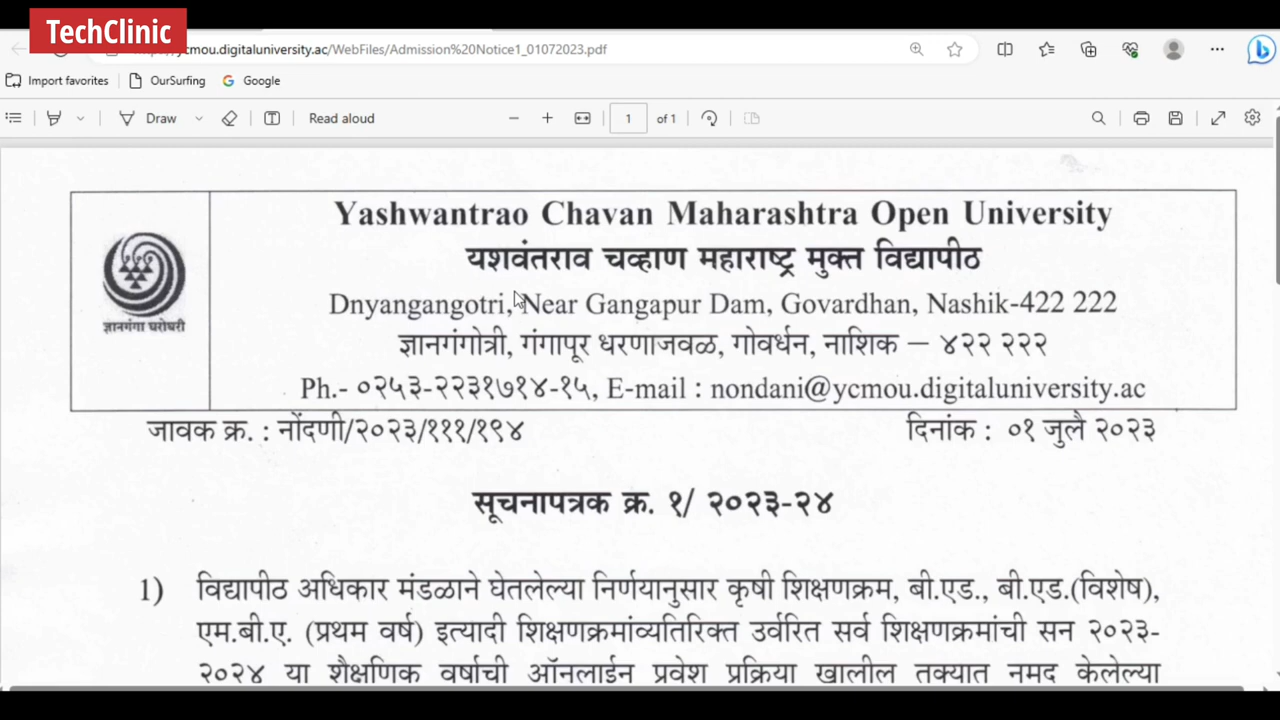 TechClinic
ycmou.digitaluniversity.ac/WebFiles/Admission%20Notice1_01072023.pdf
Import favorites OurSurfing Google
Draw Read aloud 1 of 1
Yashwantrao Chavan Maharashtra Open University
यशवंतराव चव्हाण महाराष्ट्र मुक्त विद्यापीठ
Dnyangangotri, Near Gangapur Dam, Govardhan, Nashik-422 222
ज्ञानगंगा घरोघरी
ज्ञानगंगोत्री, गंगापूर धरणाजवळ, गोवर्धन, नाशिक – ४२२ २२२
Ph.- ०२५३-२२३१७१४-१५, E-mail : nondani@ycmou.digitaluniversity.ac
जावक क्र. : नोंदणी/२०२३/१११/१९४ दिनांक : ०१ जुलै २०२३
सूचनापत्रक क्र. १/ २०२३-२४
1) विद्यापीठ अधिकार मंडळाने घेतलेल्या निर्णयानुसार कृषी शिक्षणक्रम, बी.एड., बी.एड.(विशेष),
एम.बी.ए. (प्रथम वर्ष) इत्यादी शिक्षणक्रमांव्यतिरिक्त उर्वरित सर्व शिक्षणक्रमांची सन २०२३-
२०२४ या शैक्षणिक वर्षाची ऑनलाईन प्रवेश प्रक्रिया खालील तक्यात नमद केलेल्या